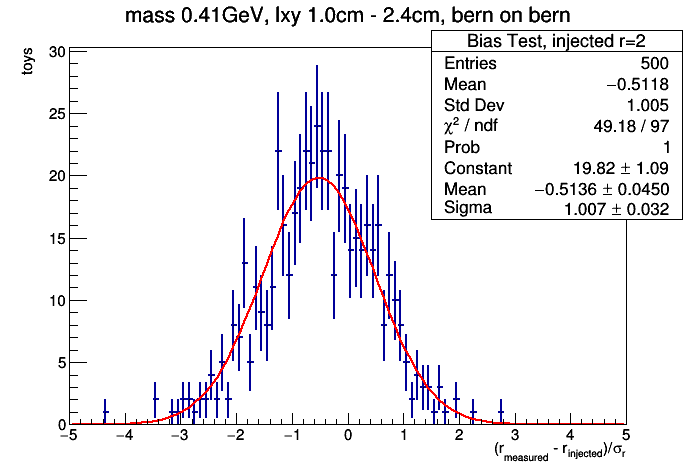 mass 0.41GeV, lxy 1.0cm - 2.4cm, bern on bern
toys
Bias Test, injected r=2
Entries 500
Mean −0.5118
Std Dev 1.005
χ² / ndf 49.18 / 97
Prob 1
Constant 19.82 ± 1.09
Mean −0.5136 ± 0.0450
Sigma 1.007 ± 0.032
30
25
20
15
10
5
0
−5 −4 −3 −2 −1 0 1 2 3 4 5
(r_measured - r_injected)/σ_r